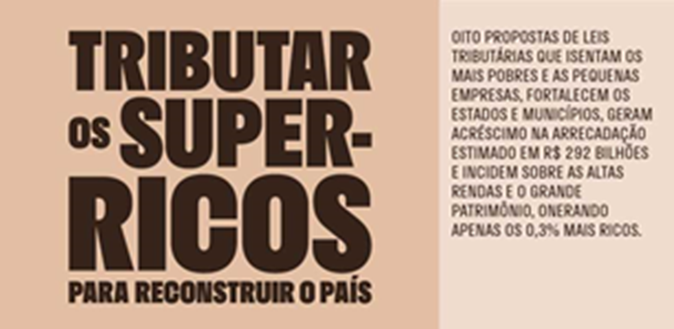 TRIBUTAR
OS SUPER-
RICOS
PARA RECONSTRUIR O PAÍS
OITO PROPOSTAS DE LEIS
TRIBUTÁRIAS QUE ISENTAM OS
MAIS POBRES E AS PEQUENAS
EMPRESAS, FORTALECEM OS
ESTADOS E MUNICÍPIOS, GERAM
ACRÉSCIMO NA ARRECADAÇÃO
ESTIMADO EM R$ 292 BILHÕES
E INCIDEM SOBRE AS ALTAS
RENDAS E O GRANDE
PATRIMÔNIO, ONERANDO
APENAS OS 0,3% MAIS RICOS.